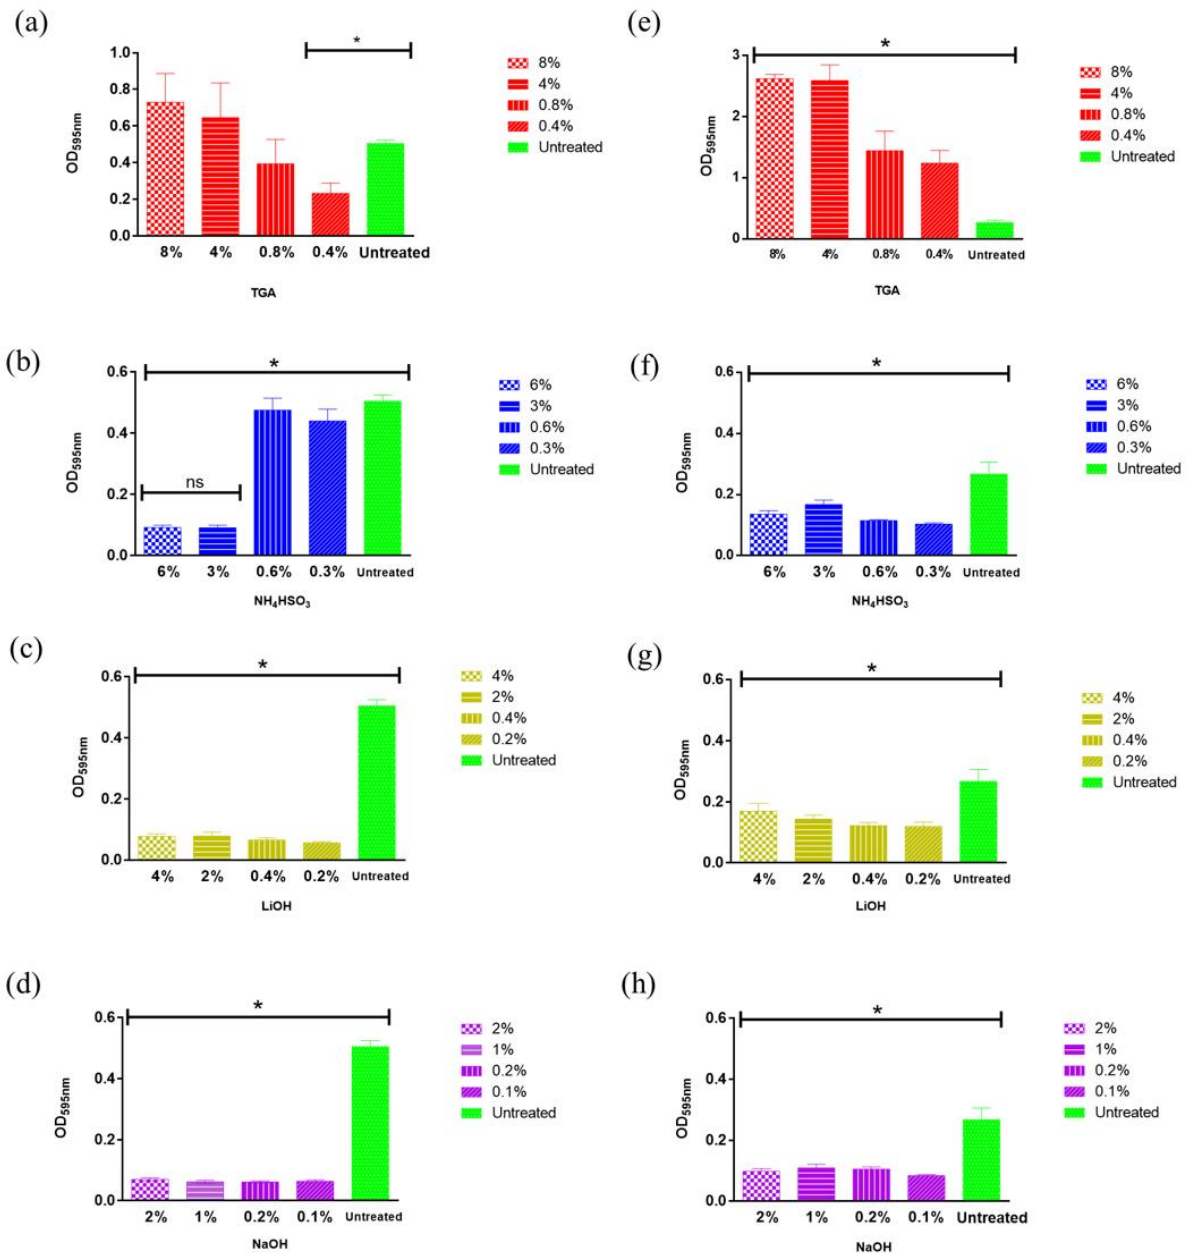 (a)
*
1.0
0.8
0.6
0.4
0.2
0.0
OD595nm
8% 4% 0.8% 0.4% Untreated
TGA
8%
4%
0.8%
0.4%
Untreated
(e)
*
3
2
1
0
OD595nm
8% 4% 0.8% 0.4% Untreated
TGA
8%
4%
0.8%
0.4%
Untreated
(b)
*
ns
0.6
0.4
0.2
0.0
OD595nm
6% 3% 0.6% 0.3% Untreated
NH4HSO3
6%
3%
0.6%
0.3%
Untreated
(f)
*
0.6
0.4
0.2
0.0
OD595nm
6% 3% 0.6% 0.3% Untreated
NH4HSO3
6%
3%
0.6%
0.3%
Untreated
(c)
*
0.6
0.4
0.2
0.0
OD595nm
4% 2% 0.4% 0.2% Untreated
LiOH
4%
2%
0.4%
0.2%
Untreated
(g)
*
0.6
0.4
0.2
0.0
OD595nm
4% 2% 0.4% 0.2% Untreated
LiOH
4%
2%
0.4%
0.2%
Untreated
(d)
*
0.6
0.4
0.2
0.0
OD595nm
2% 1% 0.2% 0.1% Untreated
NaOH
2%
1%
0.2%
0.1%
Untreated
(h)
*
0.6
0.4
0.2
0.0
OD595nm
2% 1% 0.2% 0.1% Untreated
NaOH
2%
1%
0.2%
0.1%
Untreated